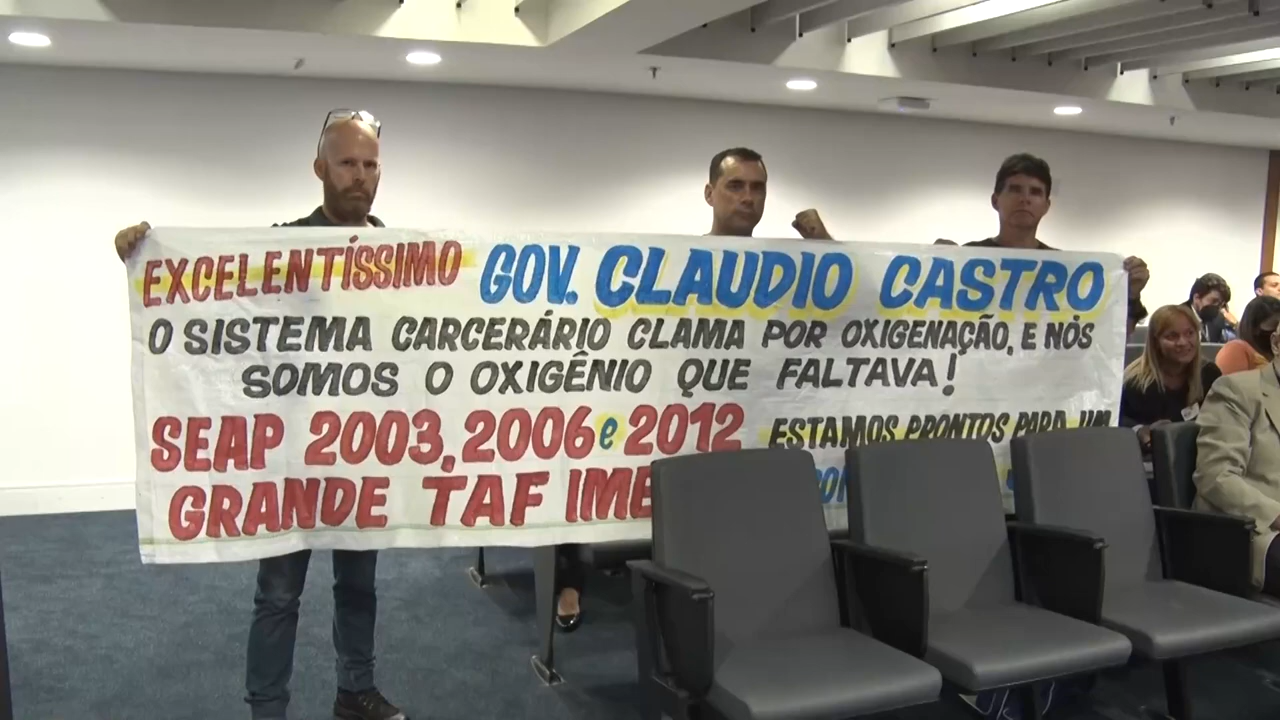 EXCELENTÍSSIMO GOV. CLAUDIO CASTRO
O SISTEMA CARCERÁRIO CLAMA POR OXIGENAÇÃO, E NÓS
SOMOS O OXIGÊNIO QUE FALTAVA!
SEAP 2003, 2006 e 2012 ESTAMOS PRONTOS PARA UM
GRANDE TAF